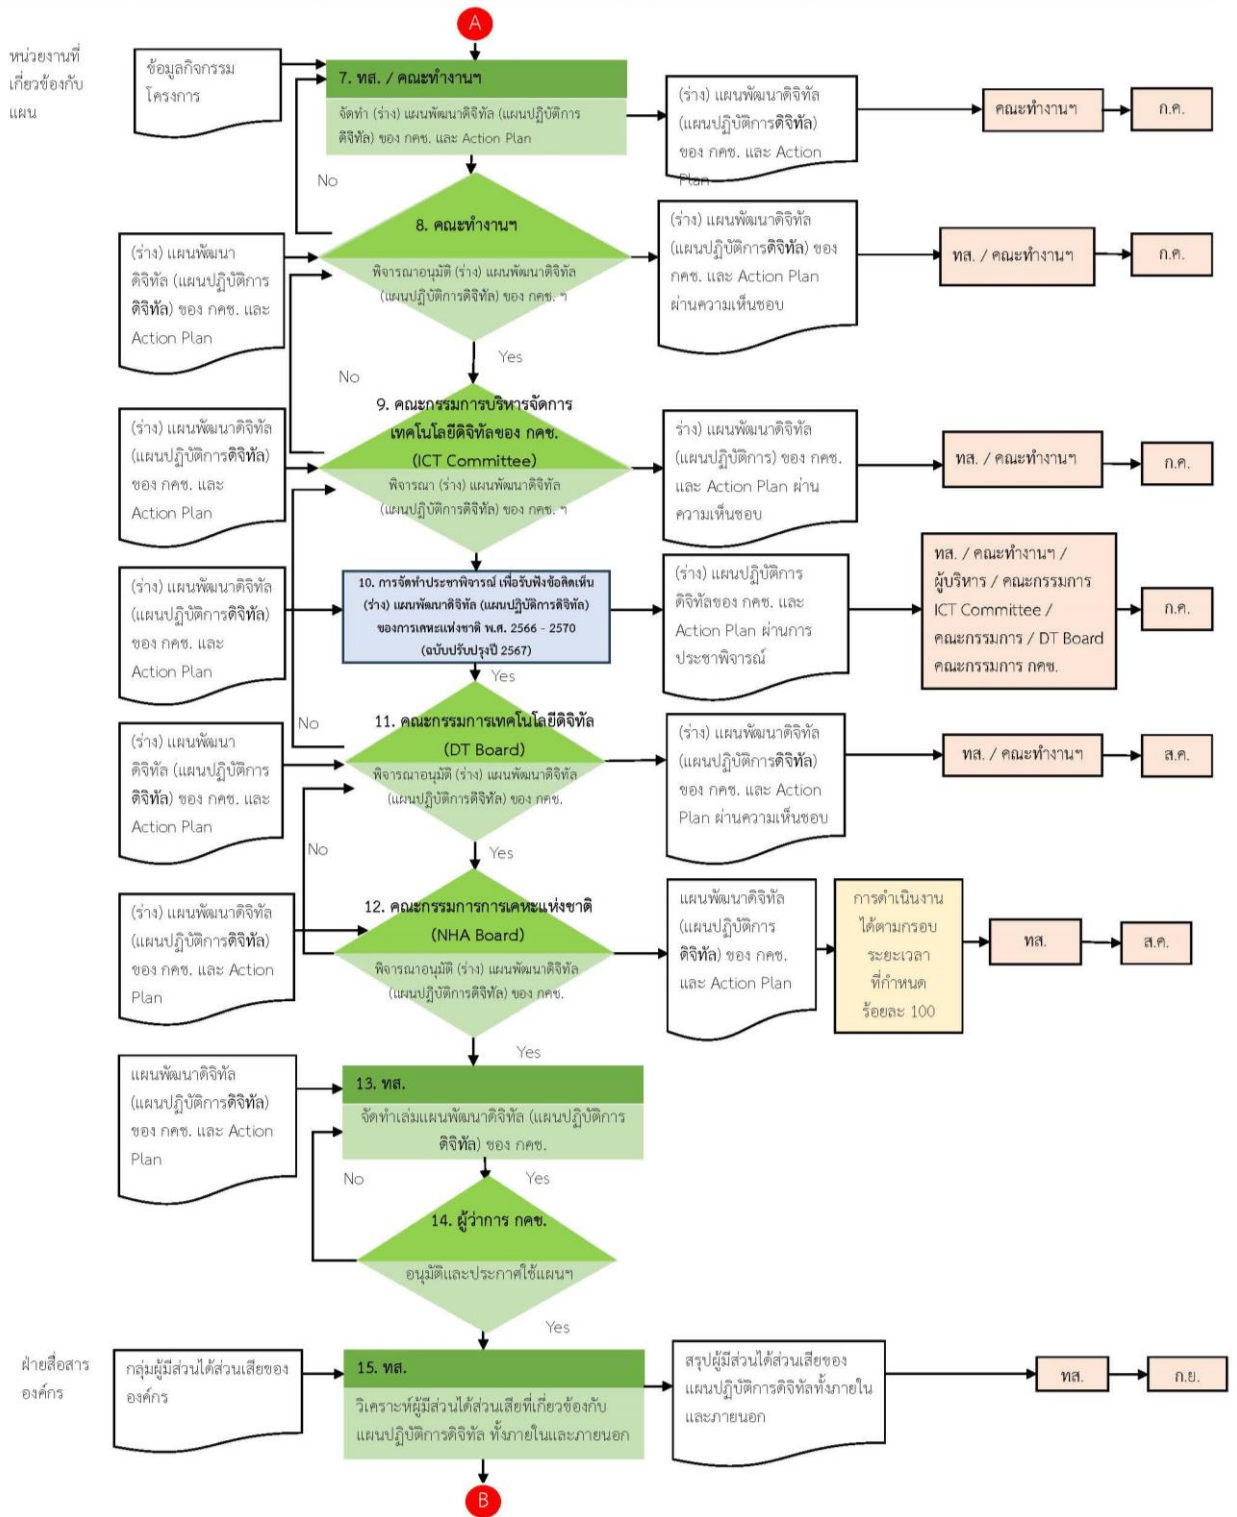 A
หน่วยงานที่
เกี่ยวข้องกับ
แผน
ข้อมูลกิจกรรม
โครงการ
7. ทส. / คณะทำงานฯ
จัดทำ (ร่าง) แผนพัฒนาดิจิทัล (แผนปฏิบัติการ
ดิจิทัล) ของ กคช. และ Action Plan
(ร่าง) แผนพัฒนาดิจิทัล
(แผนปฏิบัติการดิจิทัล)
ของ กคช. และ Action
Plan
คณะทำงานฯ
ก.ค.
No
(ร่าง) แผนพัฒนา
ดิจิทัล (แผนปฏิบัติการ
ดิจิทัล) ของ กคช. และ
Action Plan
8. คณะทำงานฯ
พิจารณาอนุมัติ (ร่าง) แผนพัฒนาดิจิทัล
(แผนปฏิบัติการดิจิทัล) ของ กคช. ฯ
(ร่าง) แผนพัฒนาดิจิทัล
(แผนปฏิบัติการดิจิทัล) ของ
กคช. และ Action Plan
ผ่านความเห็นชอบ
ทส. / คณะทำงานฯ
ก.ค.
Yes
No
(ร่าง) แผนพัฒนาดิจิทัล
(แผนปฏิบัติการดิจิทัล)
ของ กคช. และ
Action Plan
9. คณะกรรมการบริหารจัดการ
เทคโนโลยีดิจิทัลของ กคช.
(ICT Committee)
พิจารณา (ร่าง) แผนพัฒนาดิจิทัล
(แผนปฏิบัติการดิจิทัล) ของ กคช. ฯ
ร่าง) แผนพัฒนาดิจิทัล
(แผนปฏิบัติการ) ของ กคช.
และ Action Plan ผ่าน
ความเห็นชอบ
ทส. / คณะทำงานฯ
ก.ค.
(ร่าง) แผนพัฒนาดิจิทัล
(แผนปฏิบัติการดิจิทัล)
ของ กคช. และ
Action Plan
10. การจัดทำประชาพิจารณ์ เพื่อรับฟังข้อคิดเห็น
(ร่าง) แผนพัฒนาดิจิทัล (แผนปฏิบัติการดิจิทัล)
ของการเคหะแห่งชาติ พ.ศ. 2566 - 2570
(ฉบับปรับปรุงปี 2567)
(ร่าง) แผนปฏิบัติการ
ดิจิทัลของ กคช. และ
Action Plan ผ่านการ
ประชาพิจารณ์
ทส. / คณะทำงานฯ /
ผู้บริหาร / คณะกรรมการ
ICT Committee /
คณะกรรมการ / DT Board
คณะกรรมการ กคช.
ก.ค.
Yes
No
(ร่าง) แผนพัฒนา
ดิจิทัล (แผนปฏิบัติการ
ดิจิทัล) ของ กคช. และ
Action Plan
11. คณะกรรมการเทคโนโลยีดิจิทัล
(DT Board)
พิจารณาอนุมัติ (ร่าง) แผนพัฒนาดิจิทัล
(แผนปฏิบัติการดิจิทัล) ของ กคช.
(ร่าง) แผนพัฒนาดิจิทัล
(แผนปฏิบัติการดิจิทัล)
ของ กคช. และ Action
Plan ผ่านความเห็นชอบ
ทส. / คณะทำงานฯ
ส.ค.
Yes
No
(ร่าง) แผนพัฒนาดิจิทัล
(แผนปฏิบัติการดิจิทัล)
ของ กคช. และ Action
Plan
12. คณะกรรมการการเคหะแห่งชาติ
(NHA Board)
พิจารณาอนุมัติ (ร่าง) แผนพัฒนาดิจิทัล
(แผนปฏิบัติการดิจิทัล) ของ กคช.
แผนพัฒนาดิจิทัล
(แผนปฏิบัติการ
ดิจิทัล) ของ กคช.
และ Action Plan
การดำเนินงาน
ได้ตามกรอบ
ระยะเวลา
ที่กำหนด
ร้อยละ 100
ทส.
ส.ค.
Yes
แผนพัฒนาดิจิทัล
(แผนปฏิบัติการดิจิทัล)
ของ กคช. และ Action
Plan
13. ทส.
จัดทำเล่มแผนพัฒนาดิจิทัล (แผนปฏิบัติการ
ดิจิทัล) ของ กคช.
No
Yes
14. ผู้ว่าการ กคช.
อนุมัติและประกาศใช้แผนฯ
Yes
ฝ่ายสื่อสาร
องค์กร
กลุ่มผู้มีส่วนได้ส่วนเสียของ
องค์กร
15. ทส.
วิเคราะห์ผู้มีส่วนได้ส่วนเสียที่เกี่ยวข้องกับ
แผนปฏิบัติการดิจิทัล ทั้งภายในและภายนอก
สรุปผู้มีส่วนได้ส่วนเสียของ
แผนปฏิบัติการดิจิทัลทั้งภายใน
และภายนอก
ทส.
ก.ย.
B